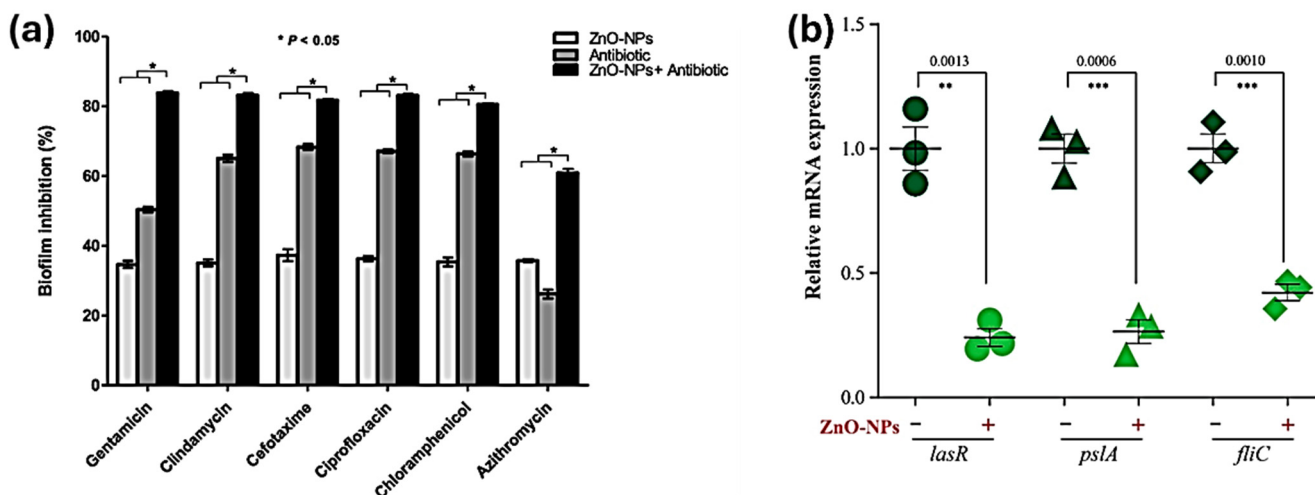 (a)
100
80
60
40
20
0
Biofilm inhibition (%)
* P < 0.05
ZnO-NPs
Antibiotic
ZnO-NPs+ Antibiotic
*
*
*
*
*
*
Gentamicin
Clindamycin
Cefotaxime
Ciprofloxacin
Chloramphenicol
Azithromycin
(b)
1.5
1.0
0.5
0.0
Relative mRNA expression
0.0013
**
0.0006
***
0.0010
***
ZnO-NPs − + − + − +
lasR pslA fliC